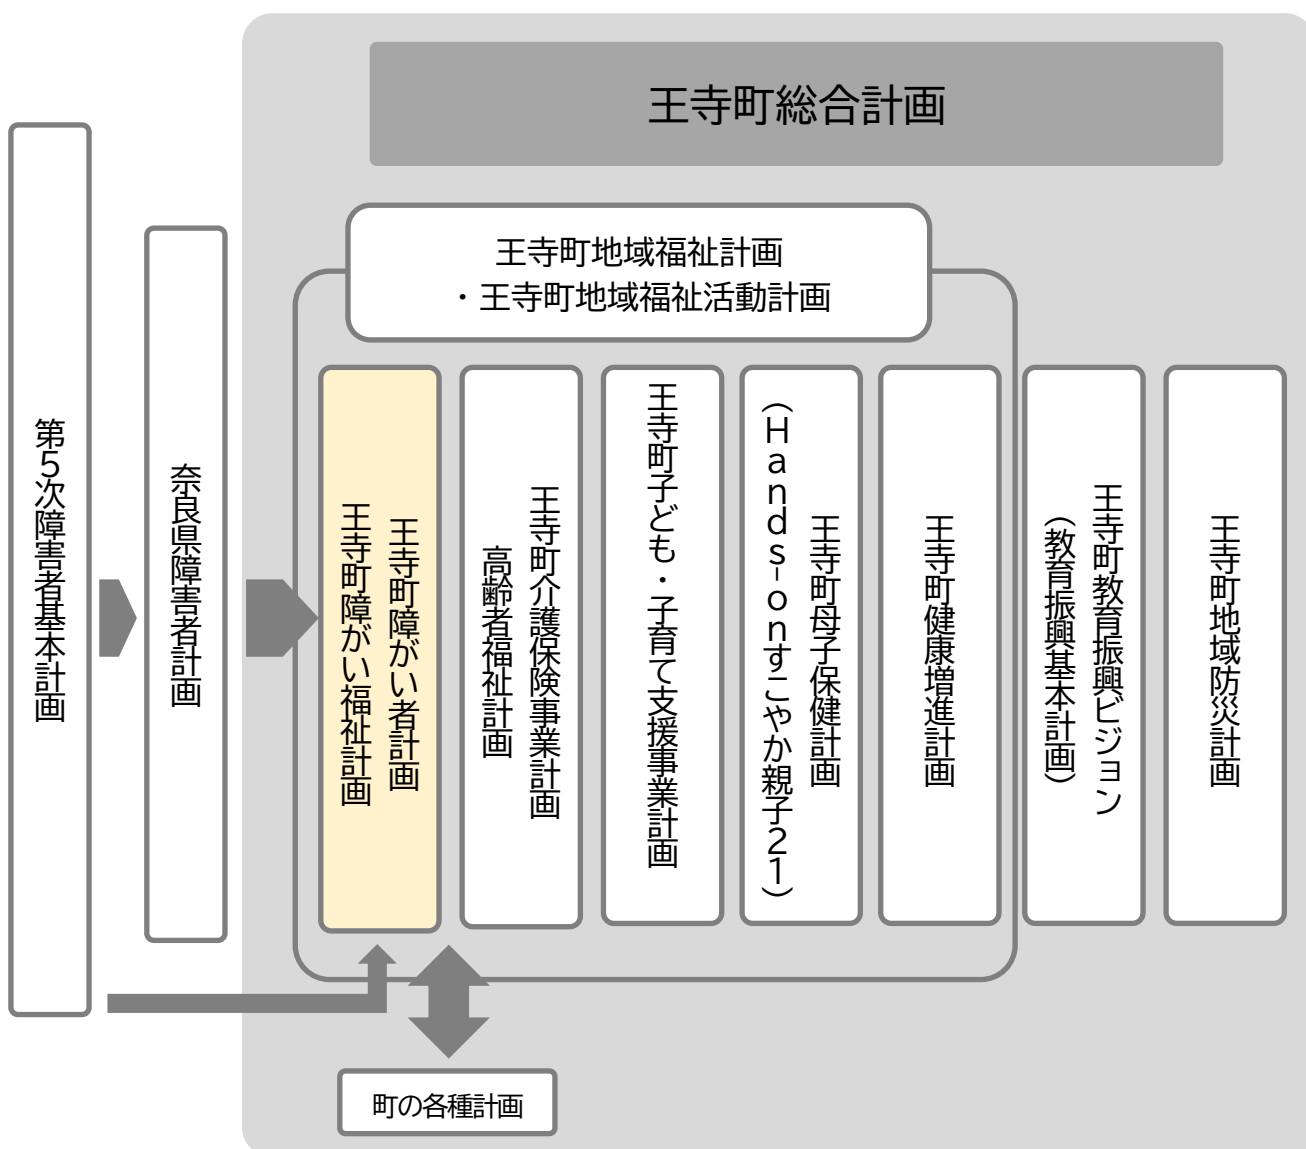 王寺町総合計画
王寺町地域福祉計画
・王寺町地域福祉活動計画
第５次障害者基本計画
奈良県障害者計画
王寺町障がい者計画
王寺町障がい福祉計画
王寺町介護保険事業計画
高齢者福祉計画
王寺町子ども・子育て支援事業計画
王寺町母子保健計画
（Hands-onすこやか親子２１）
王寺町健康増進計画
王寺町教育振興ビジョン
（教育振興基本計画）
王寺町地域防災計画
町の各種計画